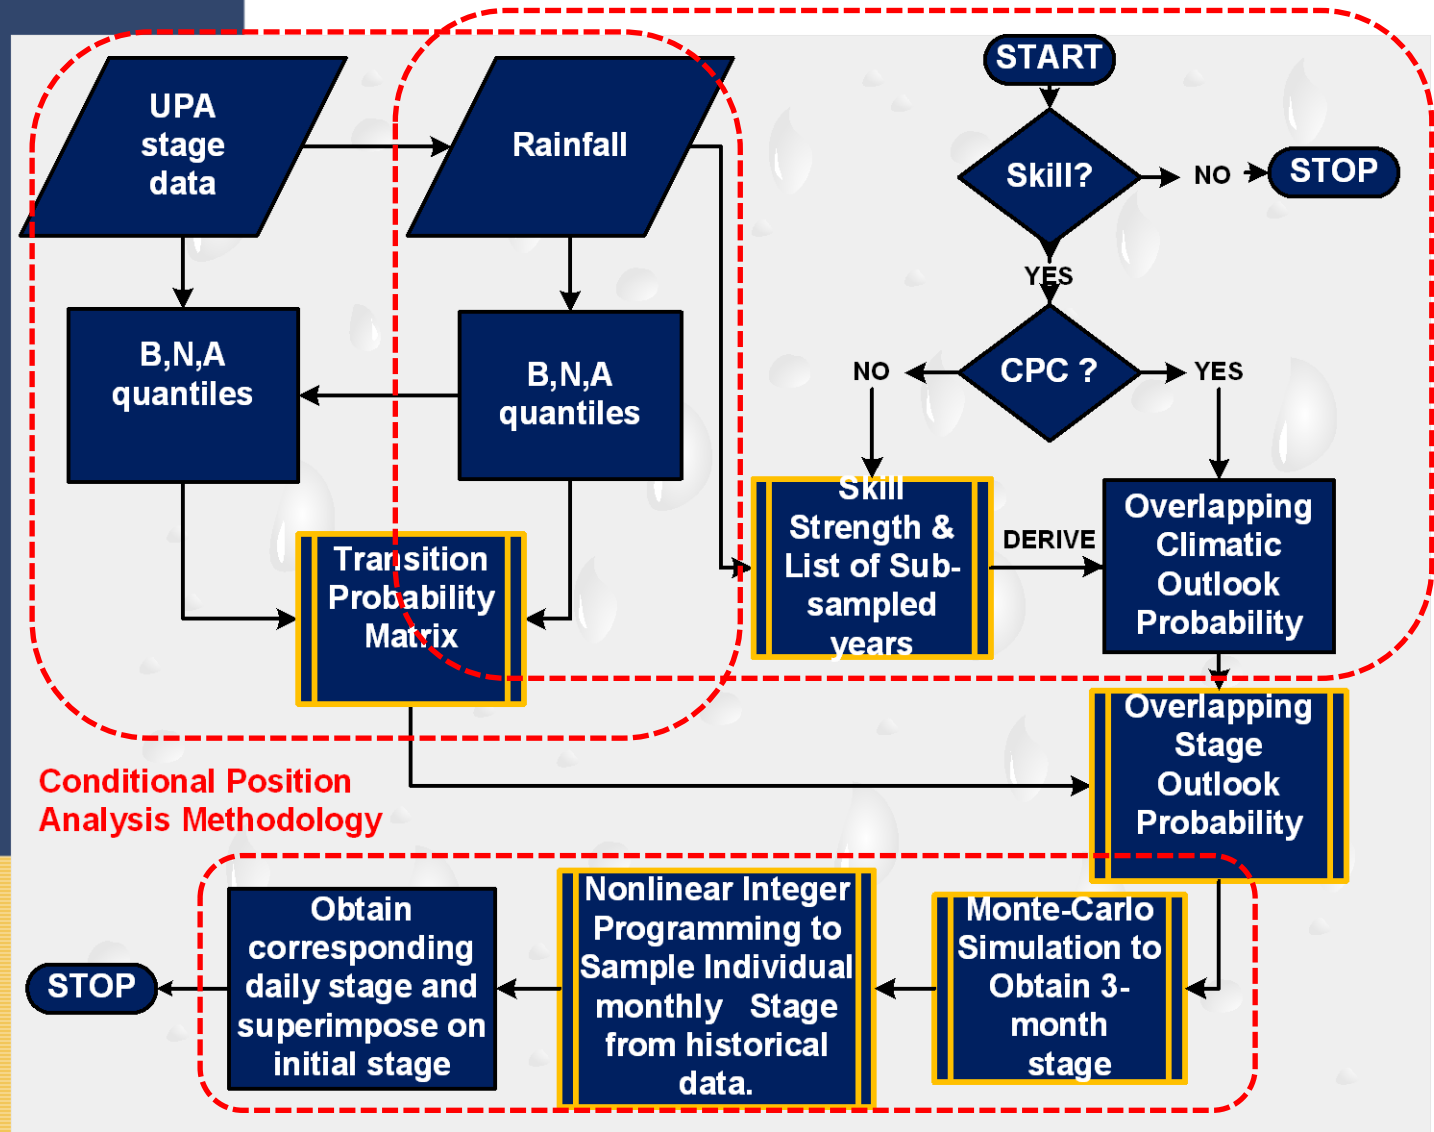 UPA
stage
data
Rainfall
START
Skill?
NO
STOP
YES
B,N,A
quantiles
B,N,A
quantiles
NO
CPC ?
YES
Transition
Probability
Matrix
Skill
Strength &
List of Sub-
sampled
years
DERIVE
Overlapping
Climatic
Outlook
Probability
Overlapping
Stage
Outlook
Probability
Conditional Position
Analysis Methodology
STOP
Obtain
corresponding
daily stage and
superimpose on
initial stage
Nonlinear Integer
Programming to
Sample Individual
monthly Stage
from historical
data.
Monte-Carlo
Simulation to
Obtain 3-
month
stage